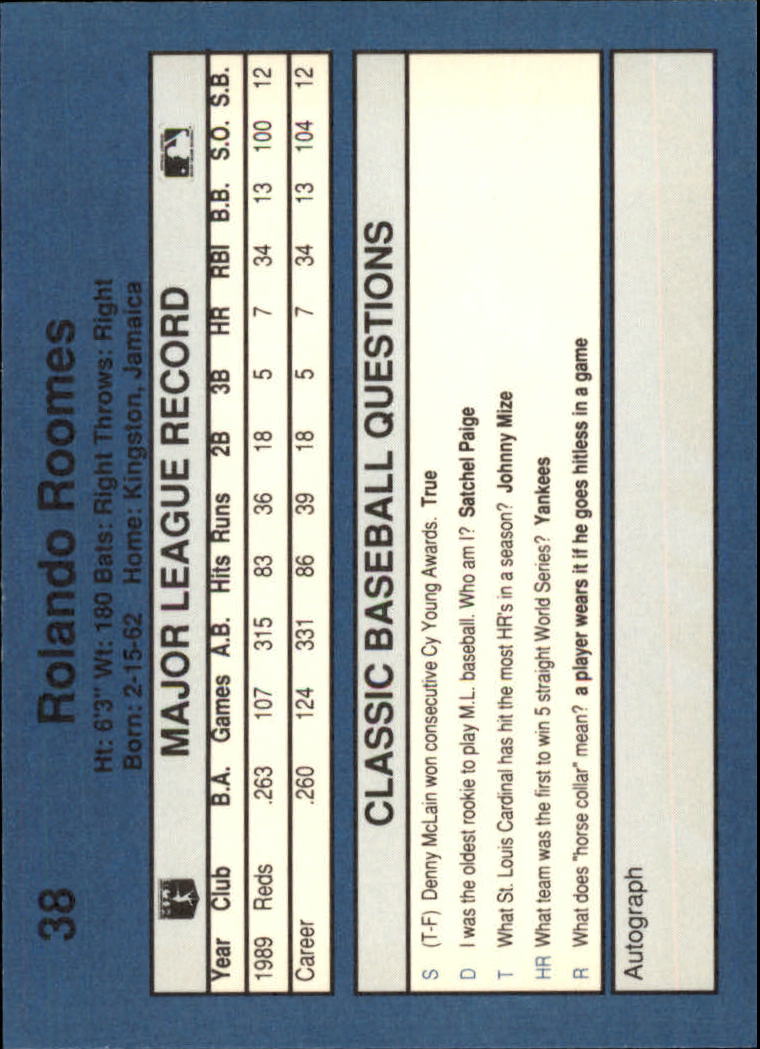 38 Rolando Roomes
Ht: 6'3" Wt: 180 Bats: Right Throws: Right
Born: 2-15-62 Home: Kingston, Jamaica
MAJOR LEAGUE RECORD
Year Club B.A. Games A.B. Hits Runs 2B 3B HR RBI B.B. S.O. S.B.
1989 Reds .263 107 315 83 36 18 5 7 34 13 100 12
Career .260 124 331 86 39 18 5 7 34 13 104 12
CLASSIC BASEBALL QUESTIONS
S (T-F) Denny McLain won consecutive Cy Young Awards. True
D I was the oldest rookie to play M.L. baseball. Who am I? Satchel Paige
T What St. Louis Cardinal has hit the most HR's in a season? Johnny Mize
HR What team was the first to win 5 straight World Series? Yankees
R What does "horse collar" mean? a player wears it if he goes hitless in a game
Autograph